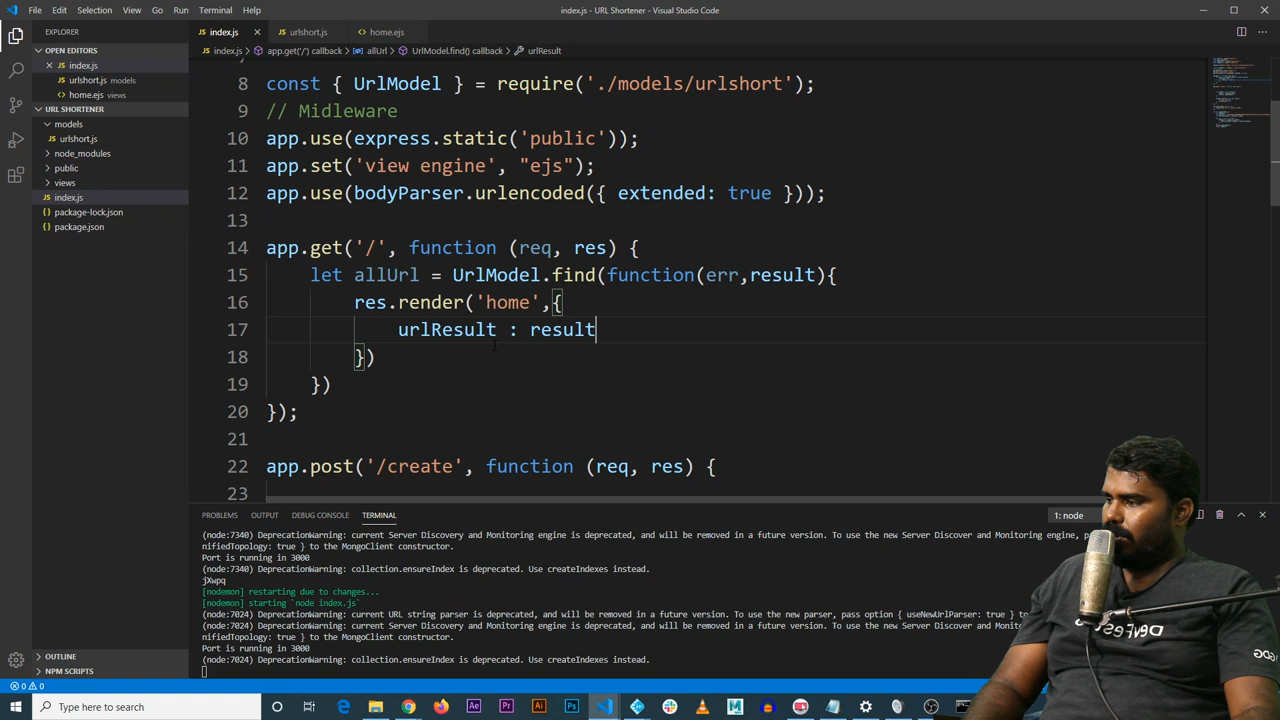 File Edit Selection View Go Run Terminal Help
index.js - URL Shortener - Visual Studio Code
EXPLORER
OPEN EDITORS
index.js
urlshort.js models
home.ejs views
URL SHORTENER
models
urlshort.js
node_modules
public
views
index.js
package-lock.json
package.json
OUTLINE
NPM SCRIPTS
index.js urlshort.js home.ejs
index.js > app.get('/') callback > allUrl > UrlModel.find() callback > urlResult
8 const { UrlModel } = require('./models/urlshort');
9 // Midleware
10 app.use(express.static('public'));
11 app.set('view engine', "ejs");
12 app.use(bodyParser.urlencoded({ extended: true }));
13
14 app.get('/', function (req, res) {
15 let allUrl = UrlModel.find(function(err,result){
16 res.render('home',{
17 urlResult : result
18 })
19 })
20 });
21
22 app.post('/create', function (req, res) {
23
PROBLEMS OUTPUT DEBUG CONSOLE TERMINAL
1: node
(node:7340) DeprecationWarning: current Server Discovery and Monitoring engine is deprecated, and will be removed in a future version. To use the new Server Discover and Monitoring engine,
nifiedTopology: true } to the MongoClient constructor.
Port is running in 3000
(node:7340) DeprecationWarning: collection.ensureIndex is deprecated. Use createIndexes instead.
jXwpq
[nodemon] restarting due to changes...
[nodemon] starting `node index.js`
(node:7024) DeprecationWarning: current URL string parser is deprecated, and will be removed in a future version. To use the new parser, pass option { useNewUrlParser: true } to
(node:7024) DeprecationWarning: current Server Discovery and Monitoring engine is deprecated, and will be removed in a future version. To use the new Server Discover and Monitoring
nifiedTopology: true } to the MongoClient constructor.
Port is running in 3000
(node:7024) DeprecationWarning: collection.ensureIndex is deprecated. Use createIndexes instead.
0 0
Type here to search
Ae Pr Ai Ps
DevFest
GDG